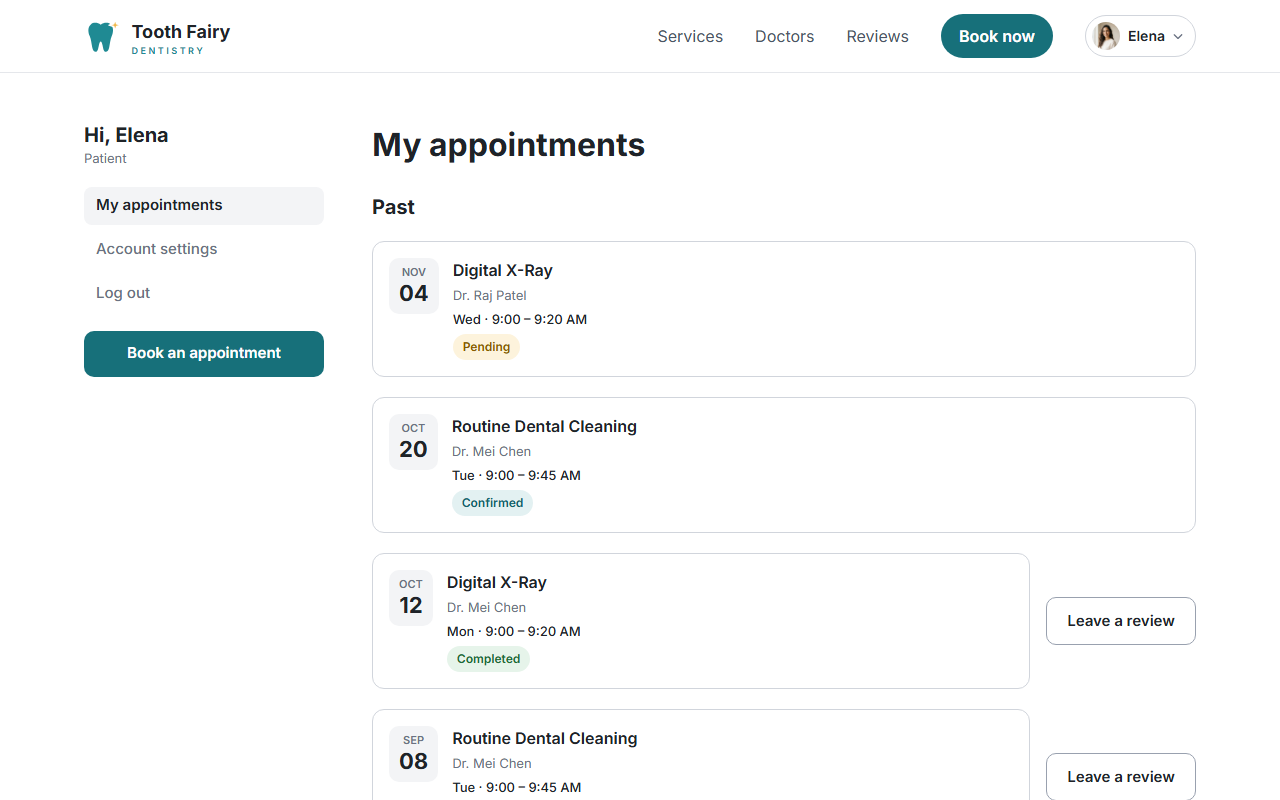 Tooth Fairy
DENTISTRY
Services
Doctors
Reviews
Book now
Elena
Hi, Elena
Patient
My appointments
Account settings
Log out
Book an appointment
My appointments
Past
NOV
04
Digital X-Ray
Dr. Raj Patel
Wed · 9:00 – 9:20 AM
Pending
OCT
20
Routine Dental Cleaning
Dr. Mei Chen
Tue · 9:00 – 9:45 AM
Confirmed
OCT
12
Digital X-Ray
Dr. Mei Chen
Mon · 9:00 – 9:20 AM
Completed
Leave a review
SEP
08
Routine Dental Cleaning
Dr. Mei Chen
Tue · 9:00 – 9:45 AM
Leave a review